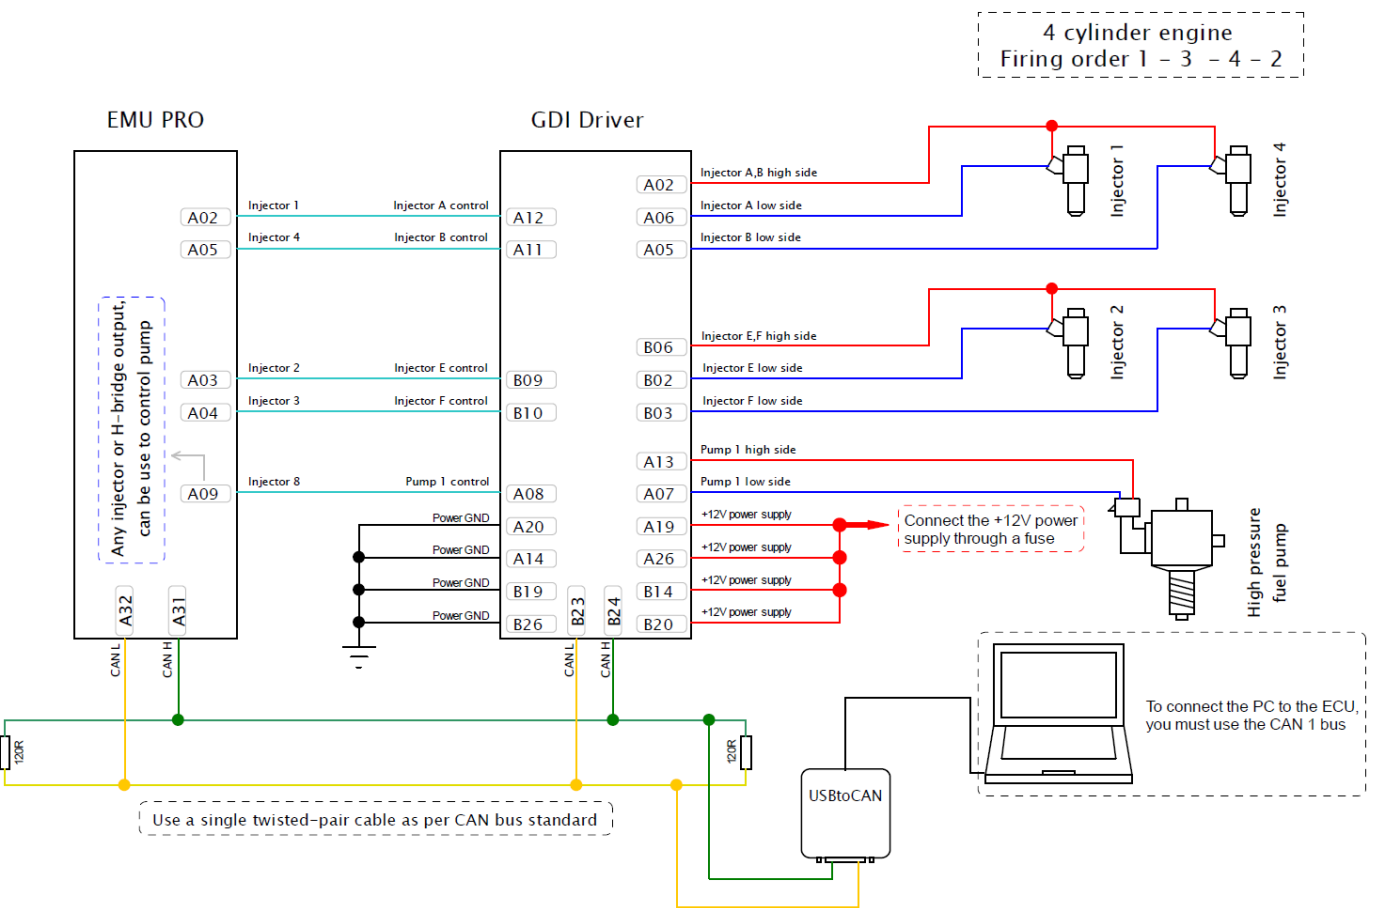 4 cylinder engine
Firing order 1 - 3 - 4 - 2
EMU PRO
GDI Driver
A02
A05
A03
A04
A09
A32
A31
Any injector or H-bridge output,
can be use to control pump
Injector 1
Injector 4
Injector 2
Injector 3
Injector 8
Injector A control
Injector B control
Injector E control
Injector F control
Pump 1 control
Power GND
Power GND
Power GND
Power GND
A12
A11
B09
B10
A08
A20
A14
B19
B26
B23
B24
A02
A06
A05
B06
B02
B03
A13
A07
A19
A26
B14
B20
Injector A,B high side
Injector A low side
Injector B low side
Injector E,F high side
Injector E low side
Injector F low side
Pump 1 high side
Pump 1 low side
+12V power supply
+12V power supply
+12V power supply
+12V power supply
Injector 1
Injector 4
Injector 2
Injector 3
Connect the +12V power
supply through a fuse
High pressure
fuel pump
CAN L
CAN H
CAN L
CAN H
120R
120R
Use a single twisted-pair cable as per CAN bus standard
USBtoCAN
To connect the PC to the ECU,
you must use the CAN 1 bus